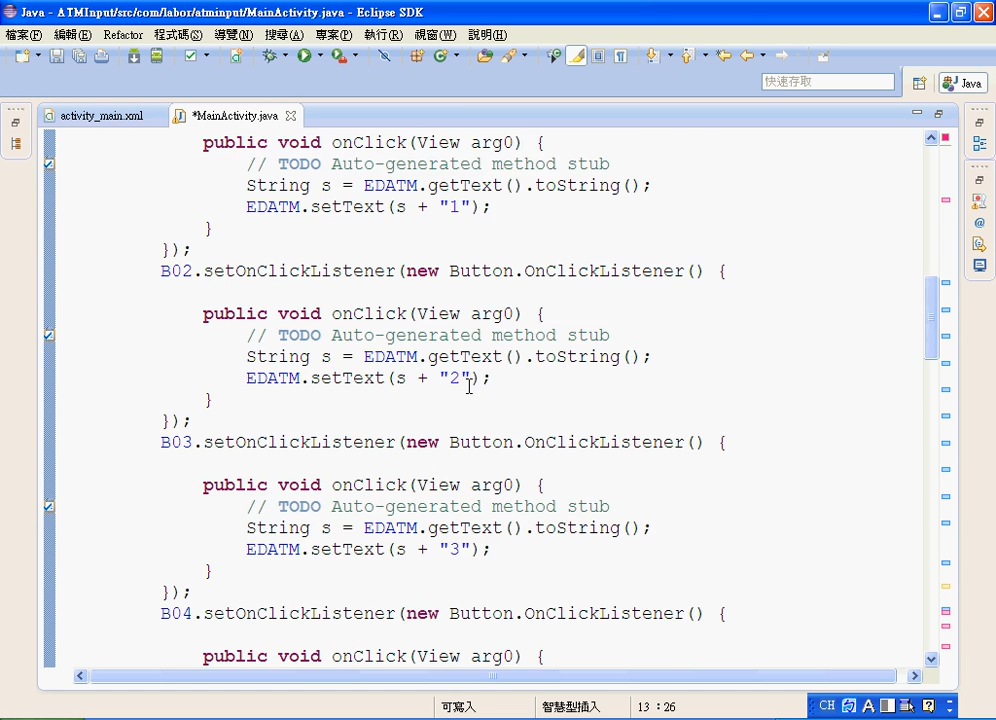 Java - ATMInput/src/com/labor/atminput/MainActivity.java - Eclipse SDK
檔案(F) 編輯(E) Refactor 程式碼(S) 導覽(N) 搜尋(A) 專案(P) 執行(R) 視窗(W) 說明(H)
快速存取 Java
activity_main.xml *MainActivity.java
public void onClick(View arg0) {
// TODO Auto-generated method stub
String s = EDATM.getText().toString();
EDATM.setText(s + "1");
}
});
B02.setOnClickListener(new Button.OnClickListener() {
public void onClick(View arg0) {
// TODO Auto-generated method stub
String s = EDATM.getText().toString();
EDATM.setText(s + "2");
}
});
B03.setOnClickListener(new Button.OnClickListener() {
public void onClick(View arg0) {
// TODO Auto-generated method stub
String s = EDATM.getText().toString();
EDATM.setText(s + "3");
}
});
B04.setOnClickListener(new Button.OnClickListener() {
public void onClick(View arg0) {
可寫入 智慧型插入 13 : 26 CH